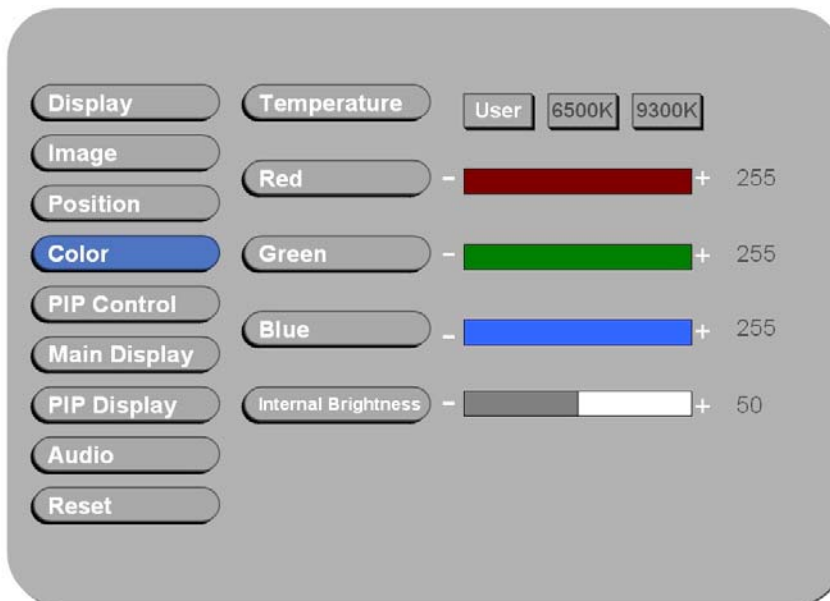 Display
Image
Position
Color
PIP Control
Main Display
PIP Display
Audio
Reset
Temperature User 6500K 9300K
Red - + 255
Green - + 255
Blue - + 255
Internal Brightness - + 50